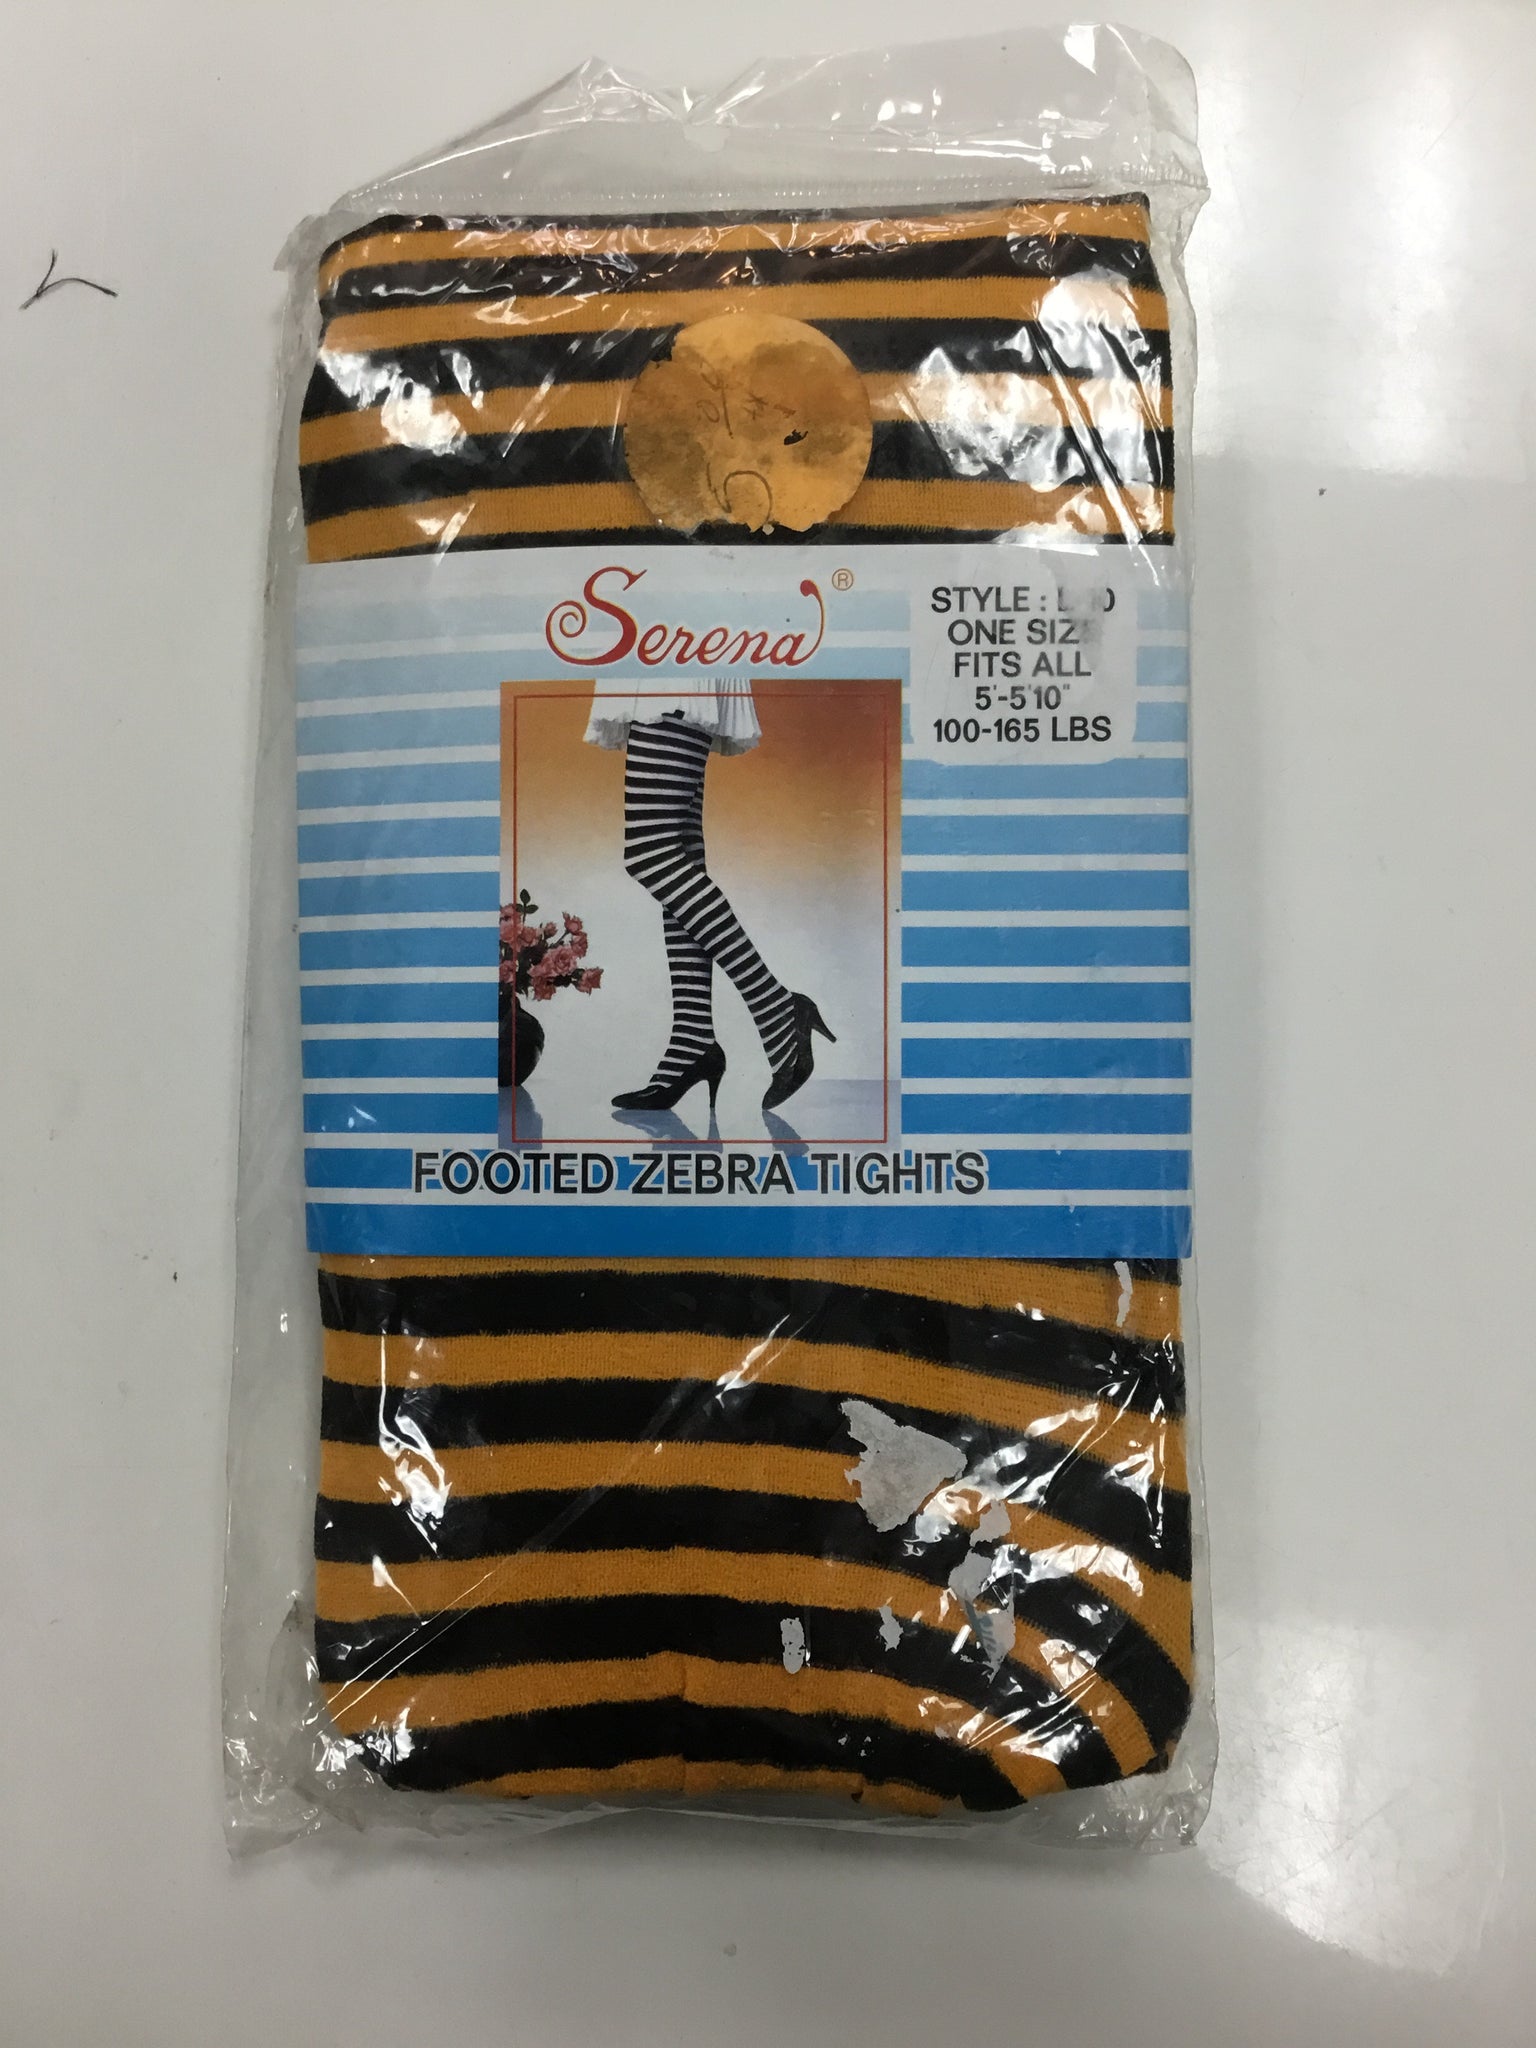 Serena ®
STYLE :
ONE SIZE
FITS ALL
5'-5'10"
100-165 LBS
FOOTED ZEBRA TIGHTS